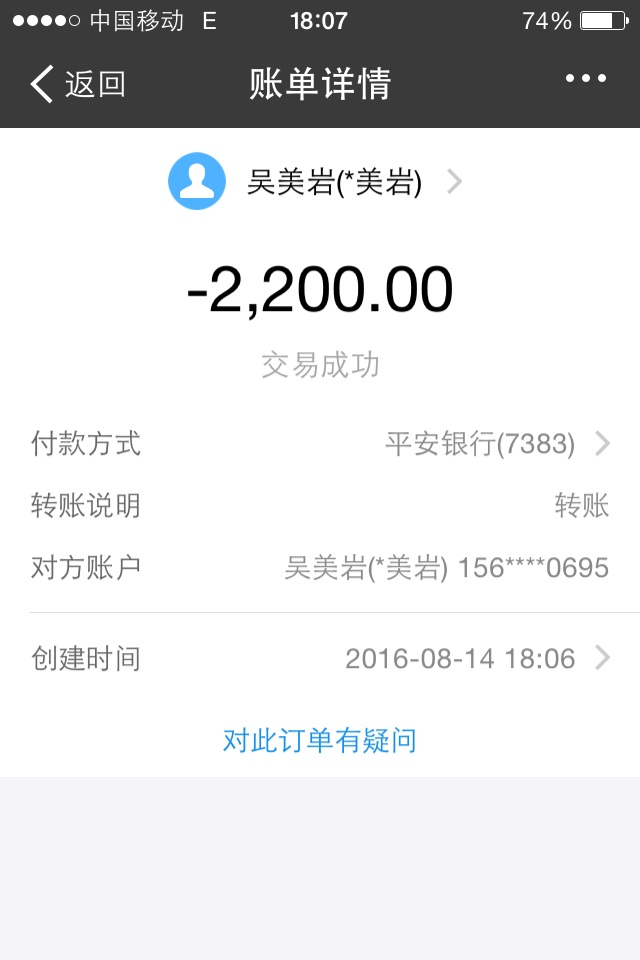 中国移动 E 18:07 74%
返回 账单详情
吴美岩(*美岩)
-2,200.00
交易成功
付款方式 平安银行(7383)
转账说明 转账
对方账户 吴美岩(*美岩) 156****0695
创建时间 2016-08-14 18:06
对此订单有疑问